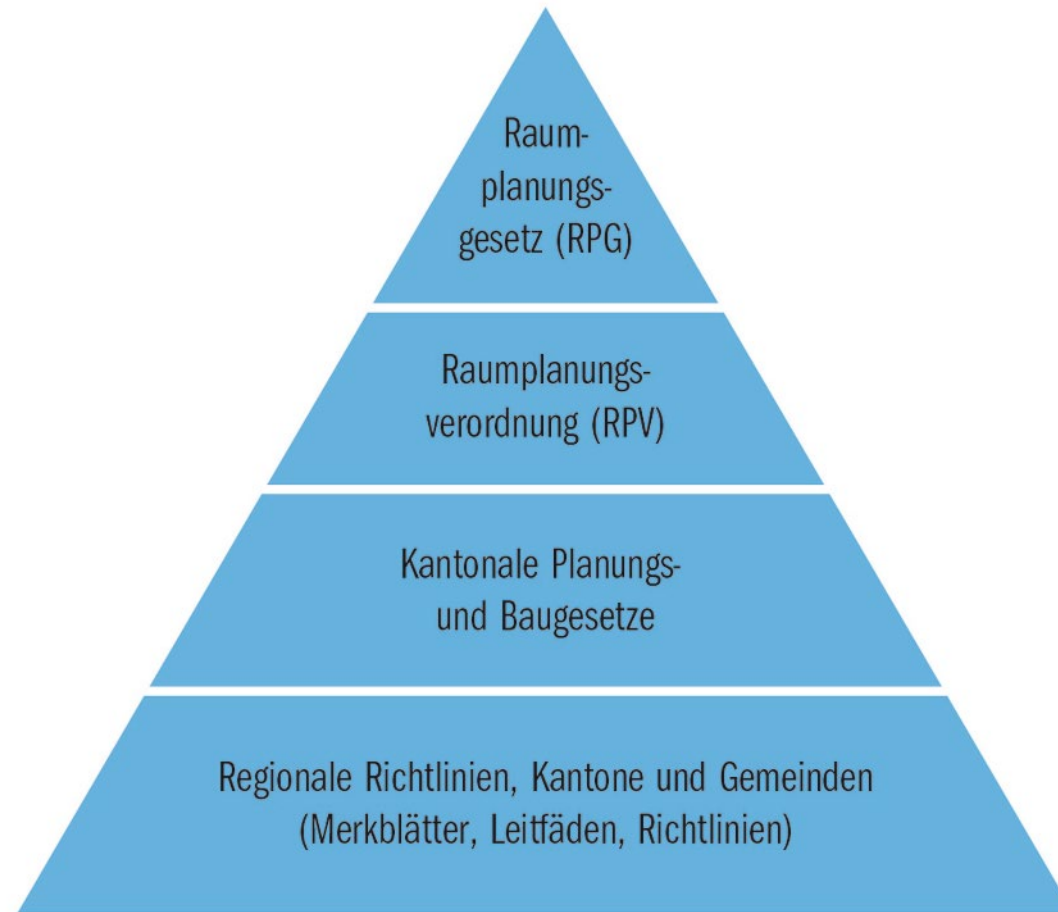 Raum-
planungs-
gesetz (RPG)
Raumplanungs-
verordnung (RPV)
Kantonale Planungs-
und Baugesetze
Regionale Richtlinien, Kantone und Gemeinden
(Merkblätter, Leitfäden, Richtlinien)